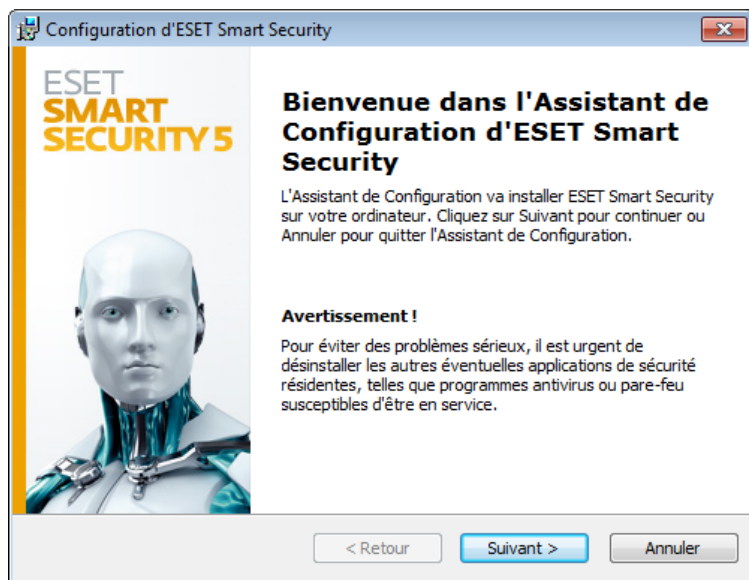 Configuration d'ESET Smart Security
ESET
SMART
SECURITY 5
Bienvenue dans l'Assistant de
Configuration d'ESET Smart
Security
L'Assistant de Configuration va installer ESET Smart Security
sur votre ordinateur. Cliquez sur Suivant pour continuer ou
Annuler pour quitter l'Assistant de Configuration.
Avertissement !
Pour éviter des problèmes sérieux, il est urgent de
désinstaller les autres éventuelles applications de sécurité
résidentes, telles que programmes antivirus ou pare-feu
susceptibles d'être en service.
< Retour
Suivant >
Annuler